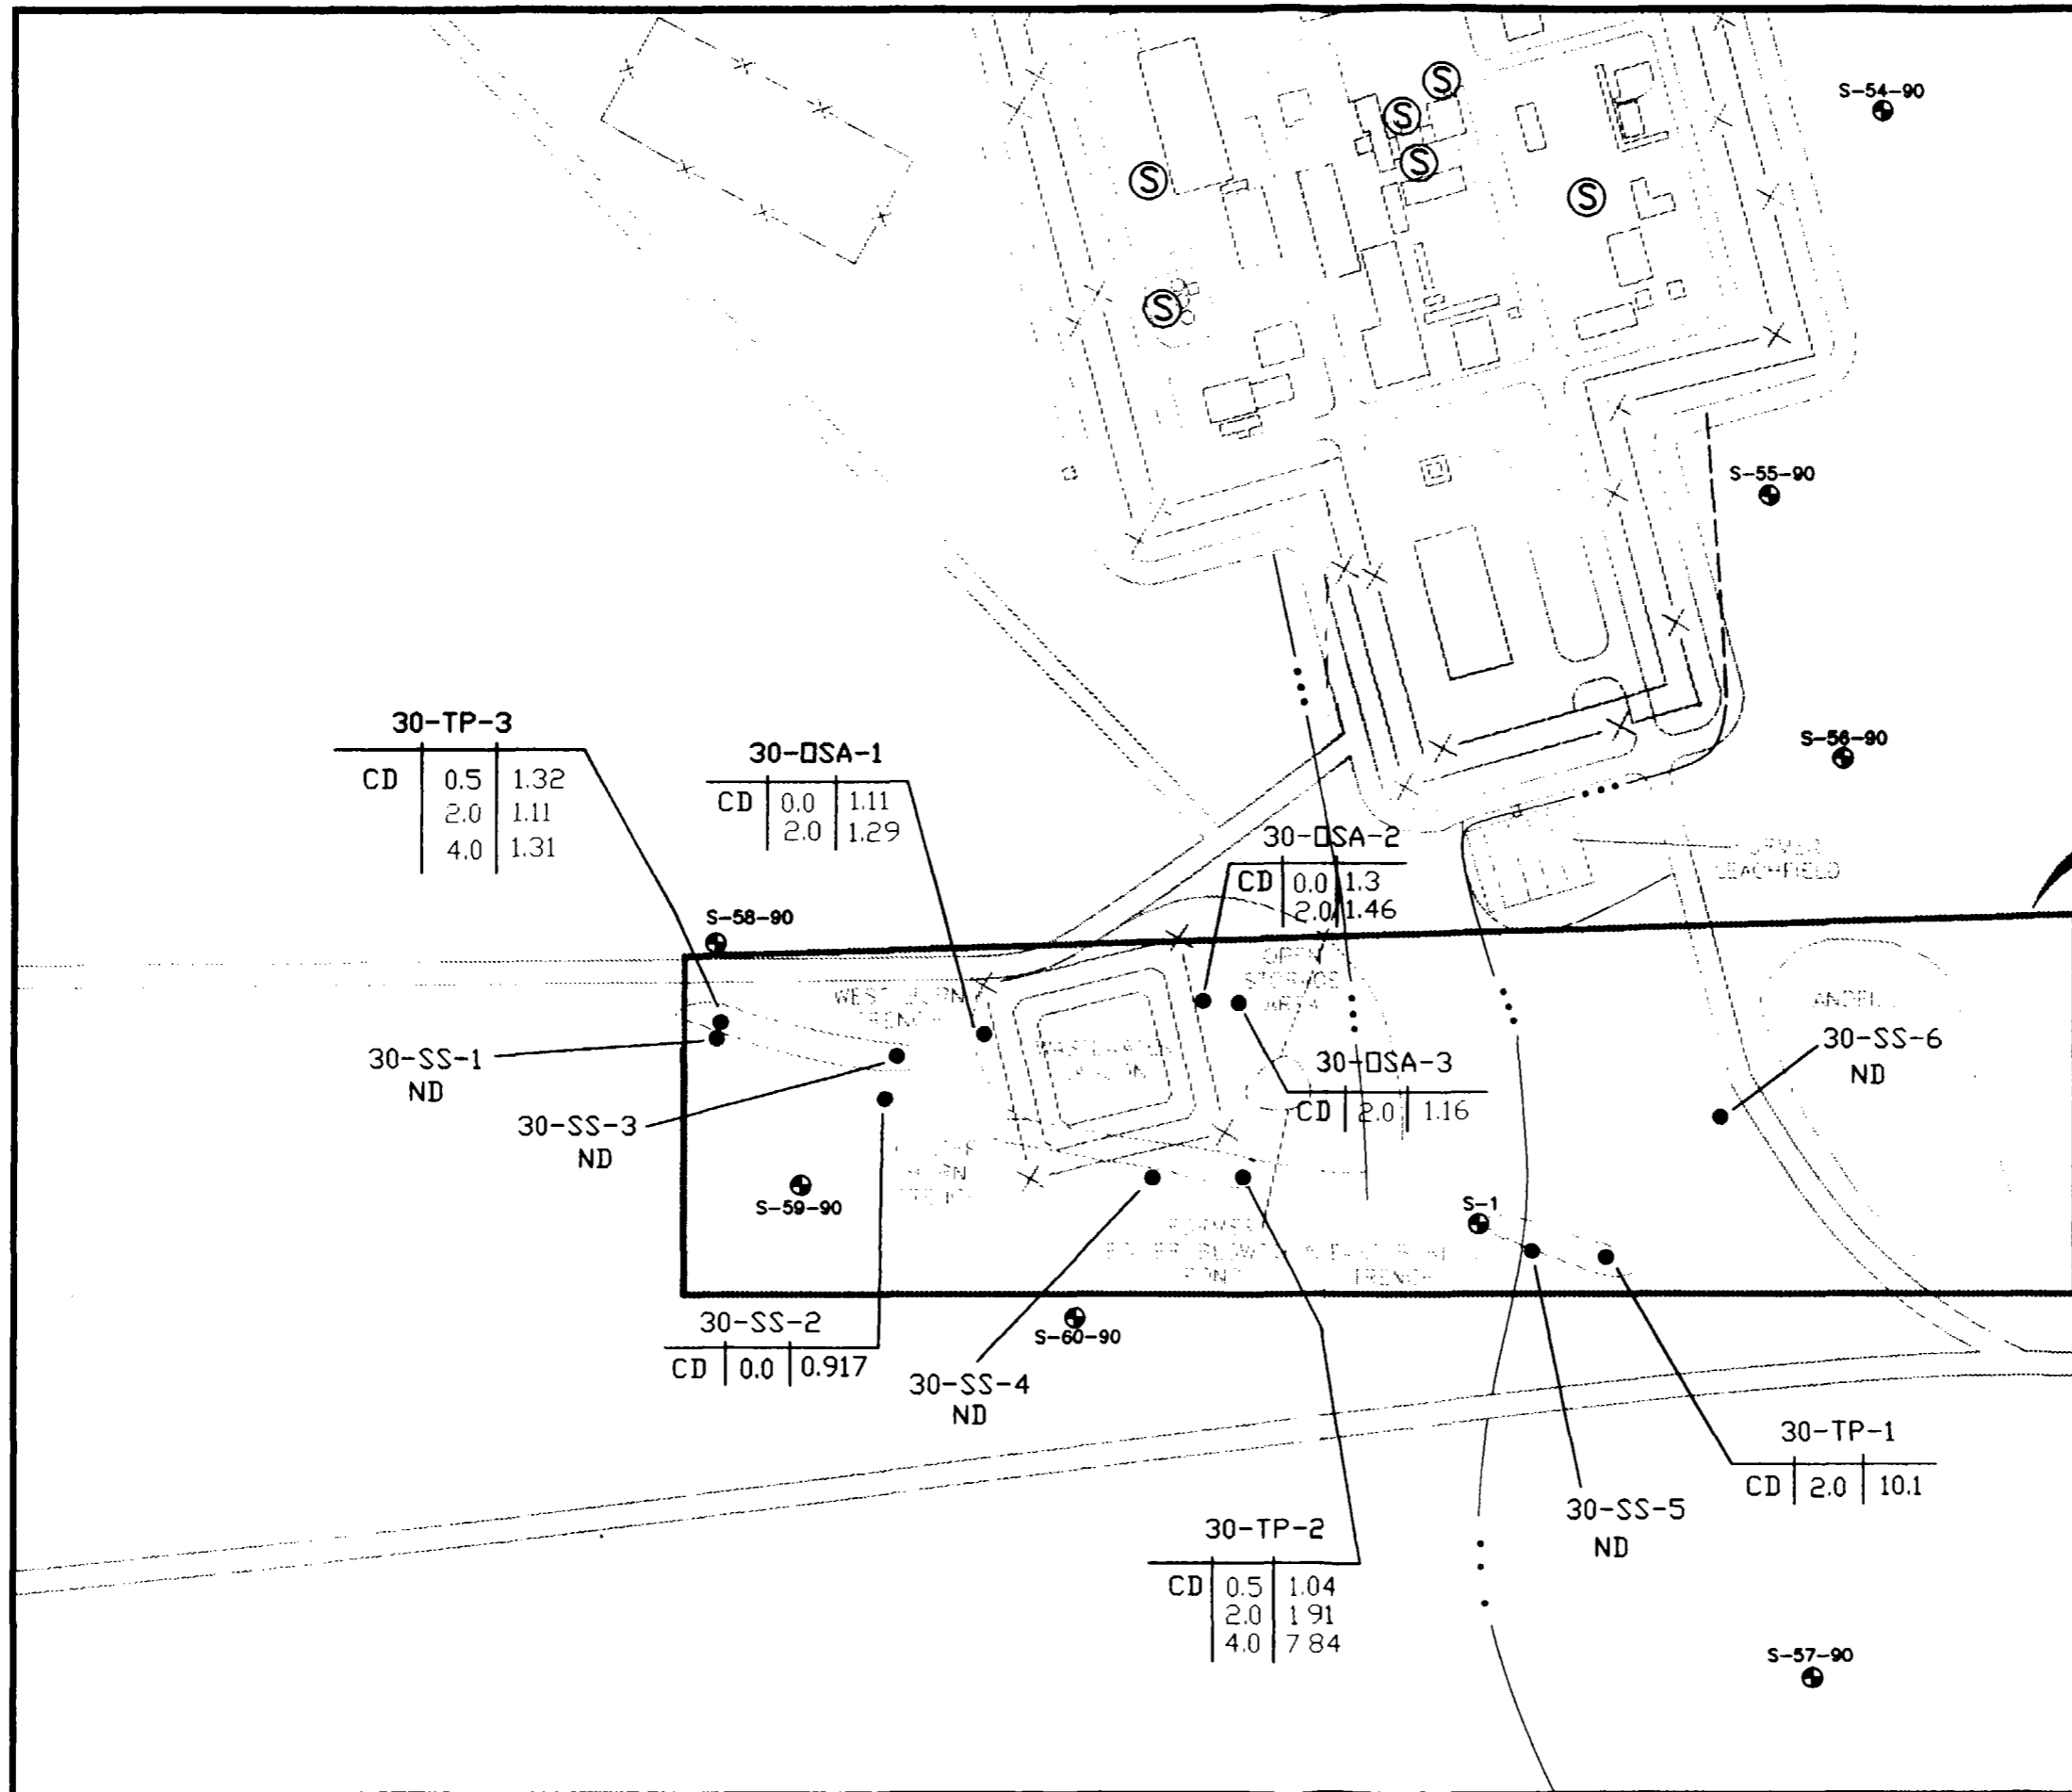 S-54-90
S
S
S
S
S
S
S-55-90
S-56-90
30-TP-3
CD 0.5 1.32
2.0 1.11
4.0 1.31
30-OSA-1
CD 0.0 1.11
2.0 1.29
30-OSA-2
CD 0.0 1.3
2.0 1.46
LEACHFIELD
S-58-90
OPEN
STORAGE
AREA
WEST BURN
30-SS-1
ND
30-SS-3
ND
30-OSA-3
CD 2.0 1.16
30-SS-6
ND
S-59-90
S-1
TRENCH
30-SS-2
CD 0.0 0.917
S-60-90
30-SS-4
ND
30-TP-1
CD 2.0 10.1
30-SS-5
ND
30-TP-2
CD 0.5 1.04
2.0 1 91
4.0 7 84
S-57-90